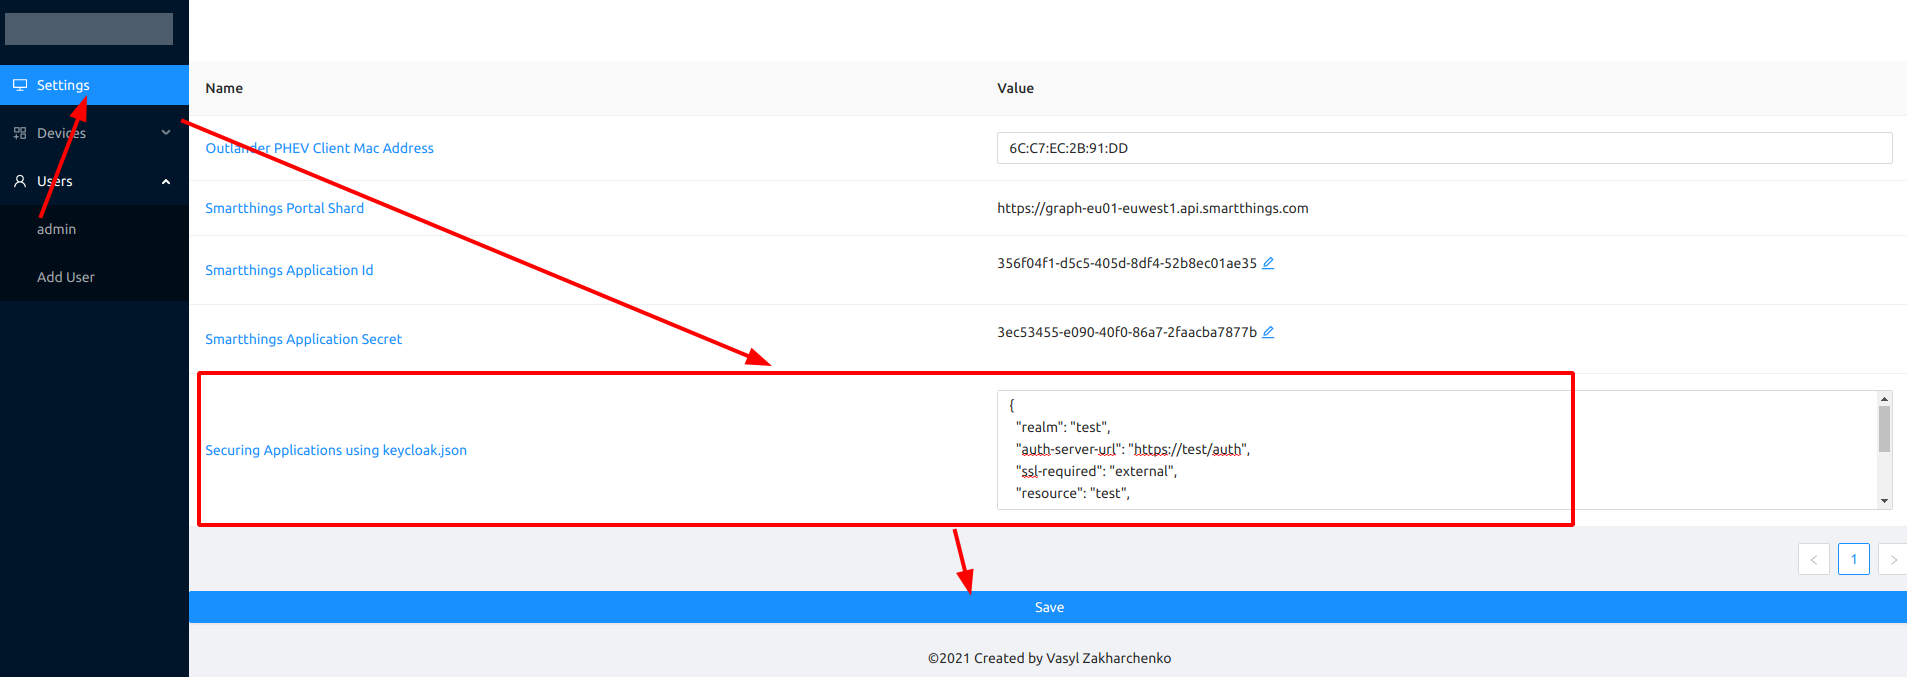 Settings
Devices
Users
admin
Add User
Name Value
Outlander PHEV Client Mac Address 6C:C7:EC:2B:91:DD
Smartthings Portal Shard https://graph-eu01-euwest1.api.smartthings.com
Smartthings Application Id 356f04f1-d5c5-405d-8df4-52b8ec01ae35
Smartthings Application Secret 3ec53455-e090-40f0-86a7-2faacba7877b
Securing Applications using keycloak.json
{
"realm": "test",
"auth-server-url": "https://test/auth",
"ssl-required": "external",
"resource": "test",
< 1 >
Save
©2021 Created by Vasyl Zakharchenko